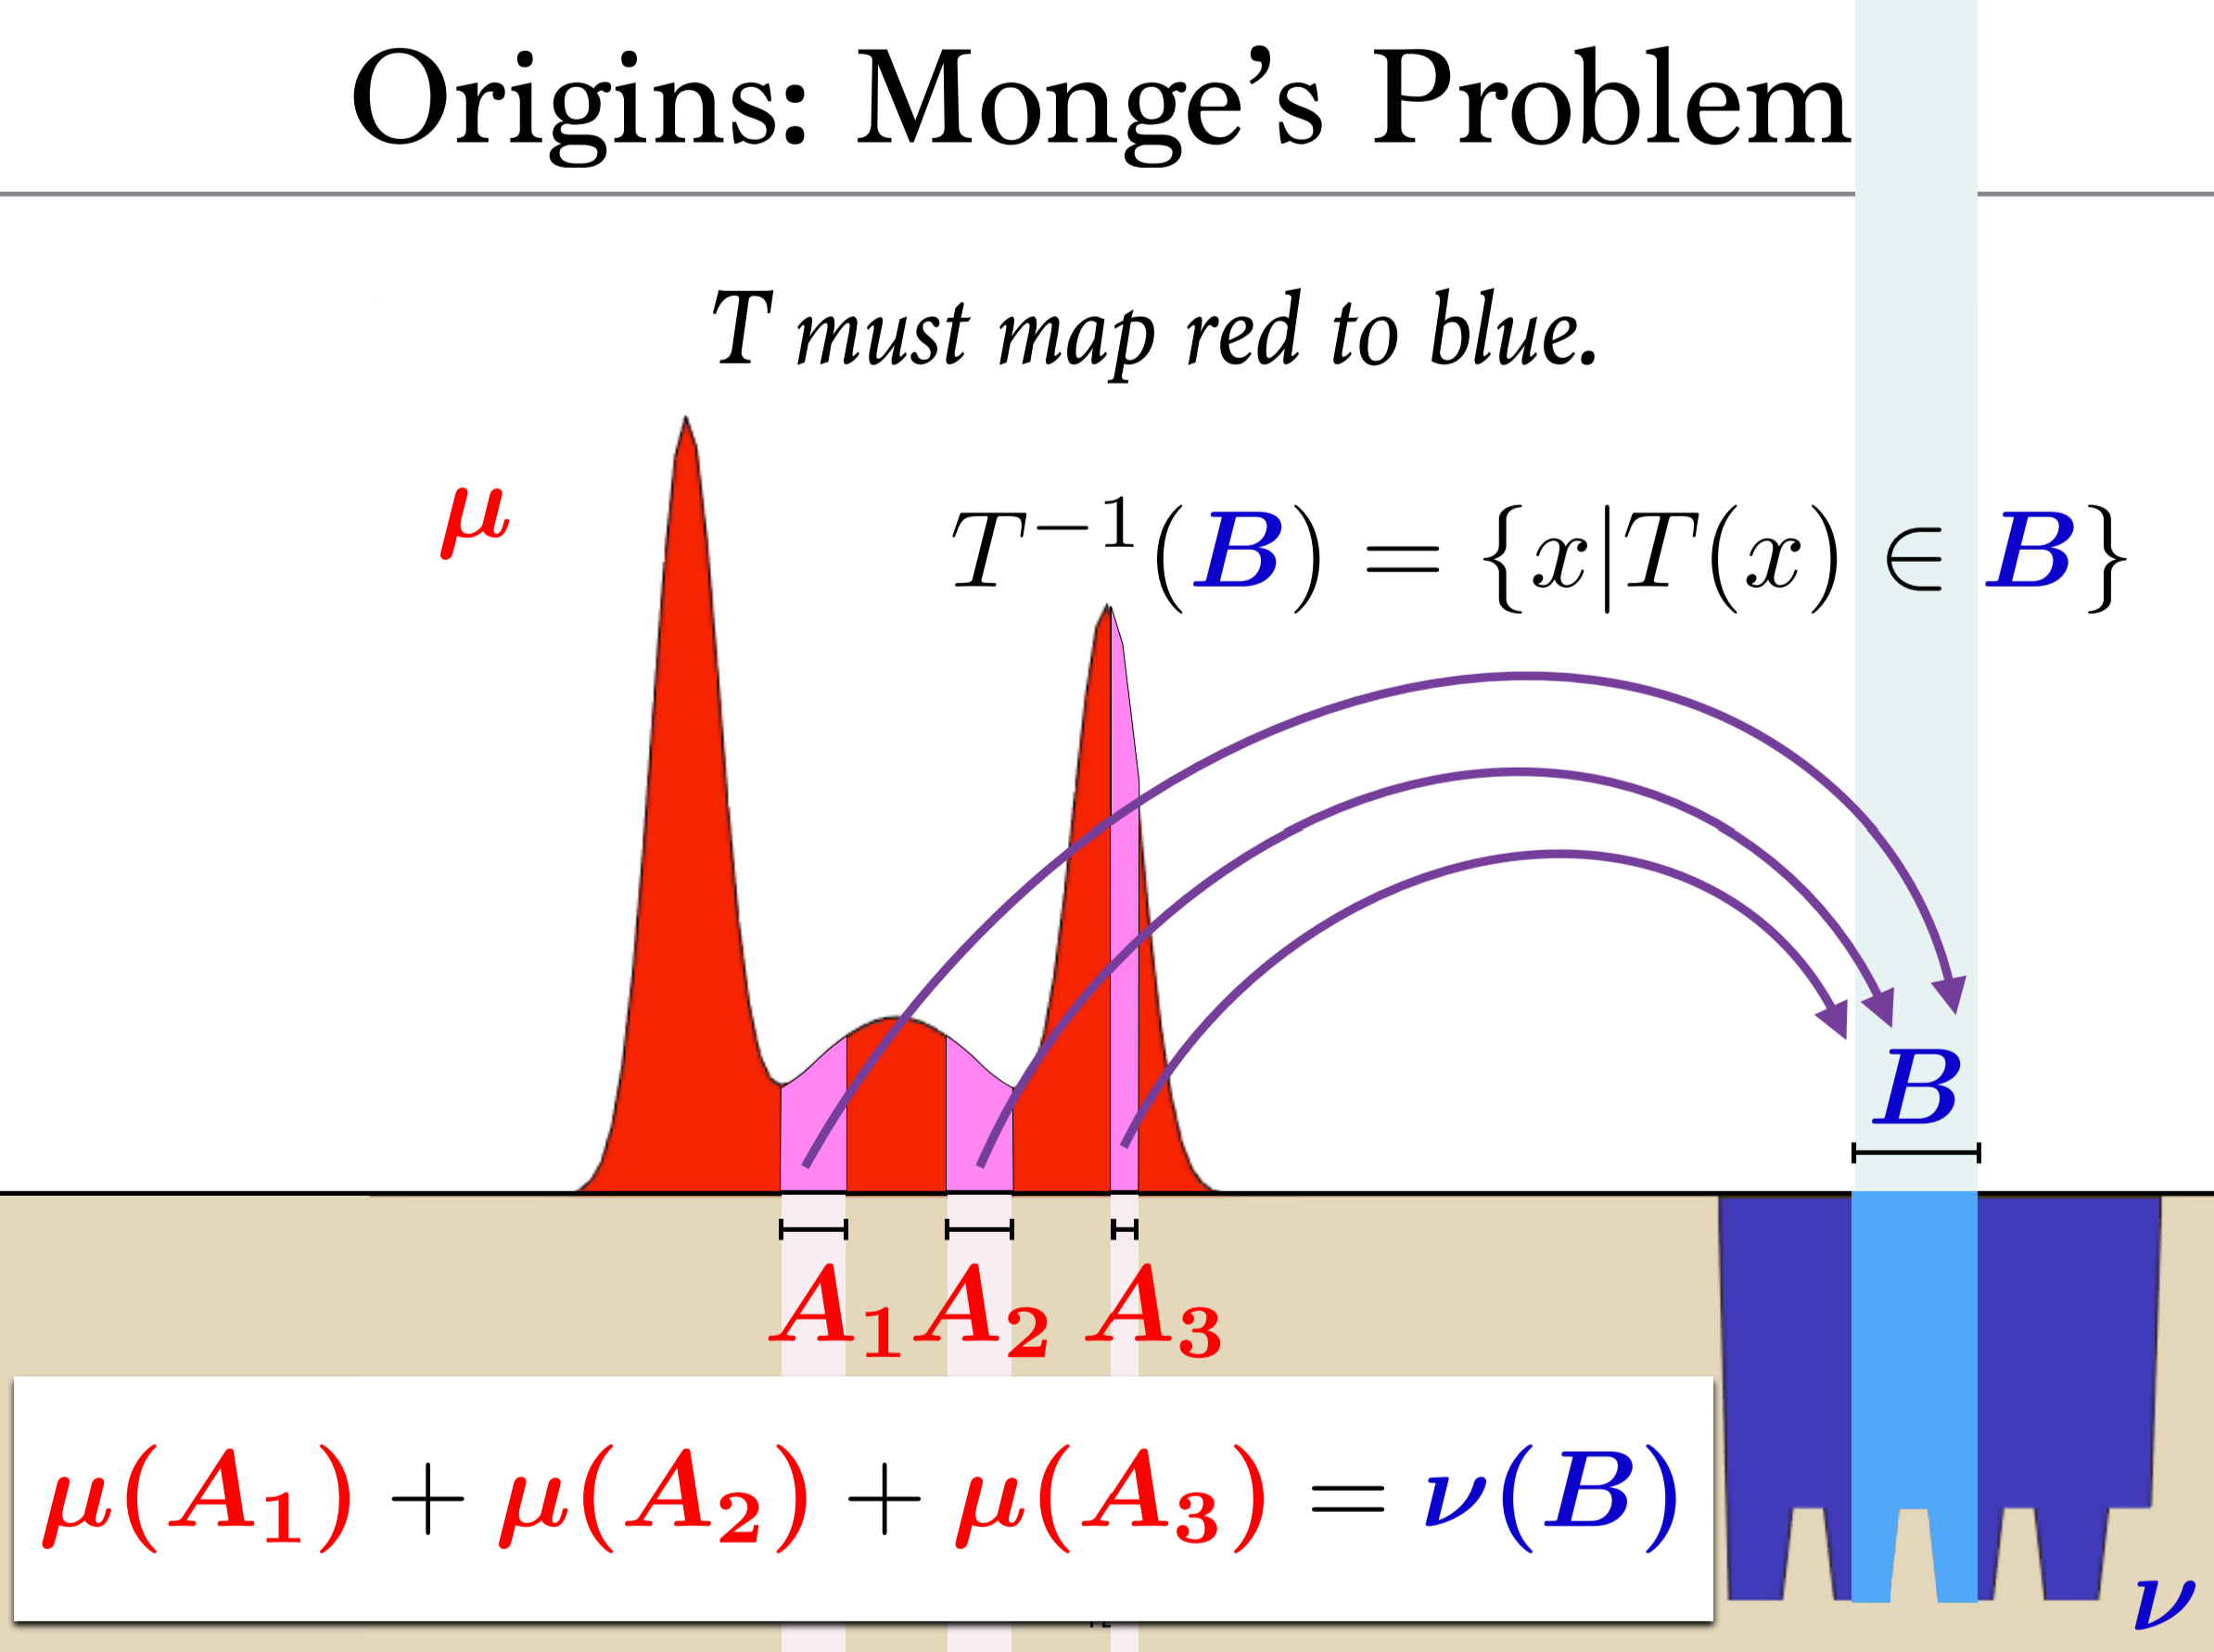 Origins: Monge’s Problem
T must map red to blue.
μ
T⁻¹(B) = {x|T(x) ∈ B}
B
A₁ A₂ A₃
μ(A₁) + μ(A₂) + μ(A₃) = ν(B)
ν